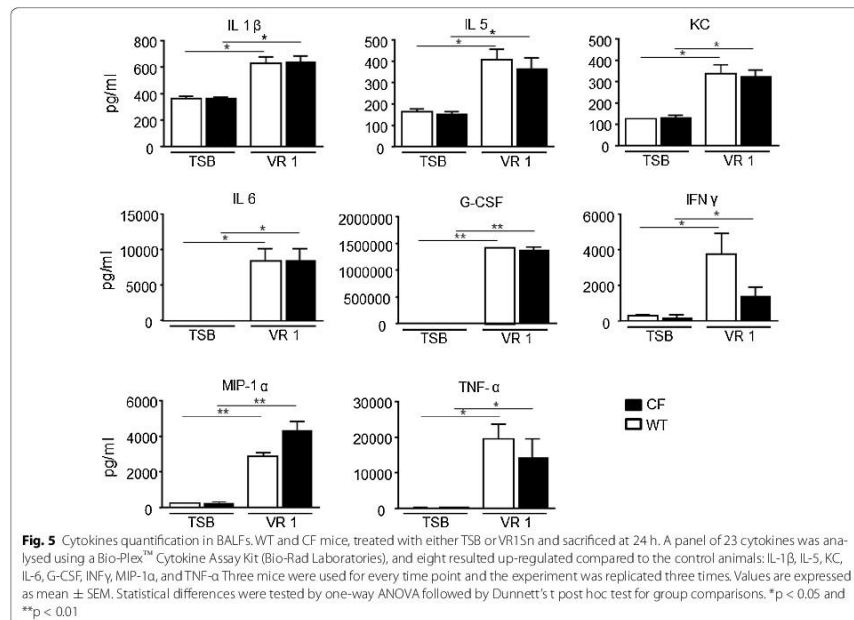 IL 1β
IL 5
KC
pg/ml
800
600
400
200
0
*
*
TSB
VR 1
500
400
300
200
100
0
*
*
TSB
VR 1
500
400
300
200
100
0
*
*
TSB
VR 1
IL 6
G-CSF
IFN γ
pg/ml
15000
10000
5000
0
*
*
TSB
VR 1
2000000
1500000
1000000
500000
0
**
**
TSB
VR 1
6000
4000
2000
0
*
*
TSB
VR 1
MIP-1 α
TNF- α
pg/ml
6000
4000
2000
0
**
**
TSB
VR 1
30000
20000
10000
0
*
*
TSB
VR 1
CF
WT
Fig. 5 Cytokines quantification in BALFs. WT and CF mice, treated with either TSB or VR1Sn and sacrificed at 24 h. A panel of 23 cytokines was ana-
lysed using a Bio-Plex™ Cytokine Assay Kit (Bio-Rad Laboratories), and eight resulted up-regulated compared to the control animals: IL-1β, IL-5, KC,
IL-6, G-CSF, INFγ, MIP-1α, and TNF-α Three mice were used for every time point and the experiment was replicated three times. Values are expressed
as mean ± SEM. Statistical differences were tested by one-way ANOVA followed by Dunnett's t post hoc test for group comparisons. *p < 0.05 and
**p < 0.01